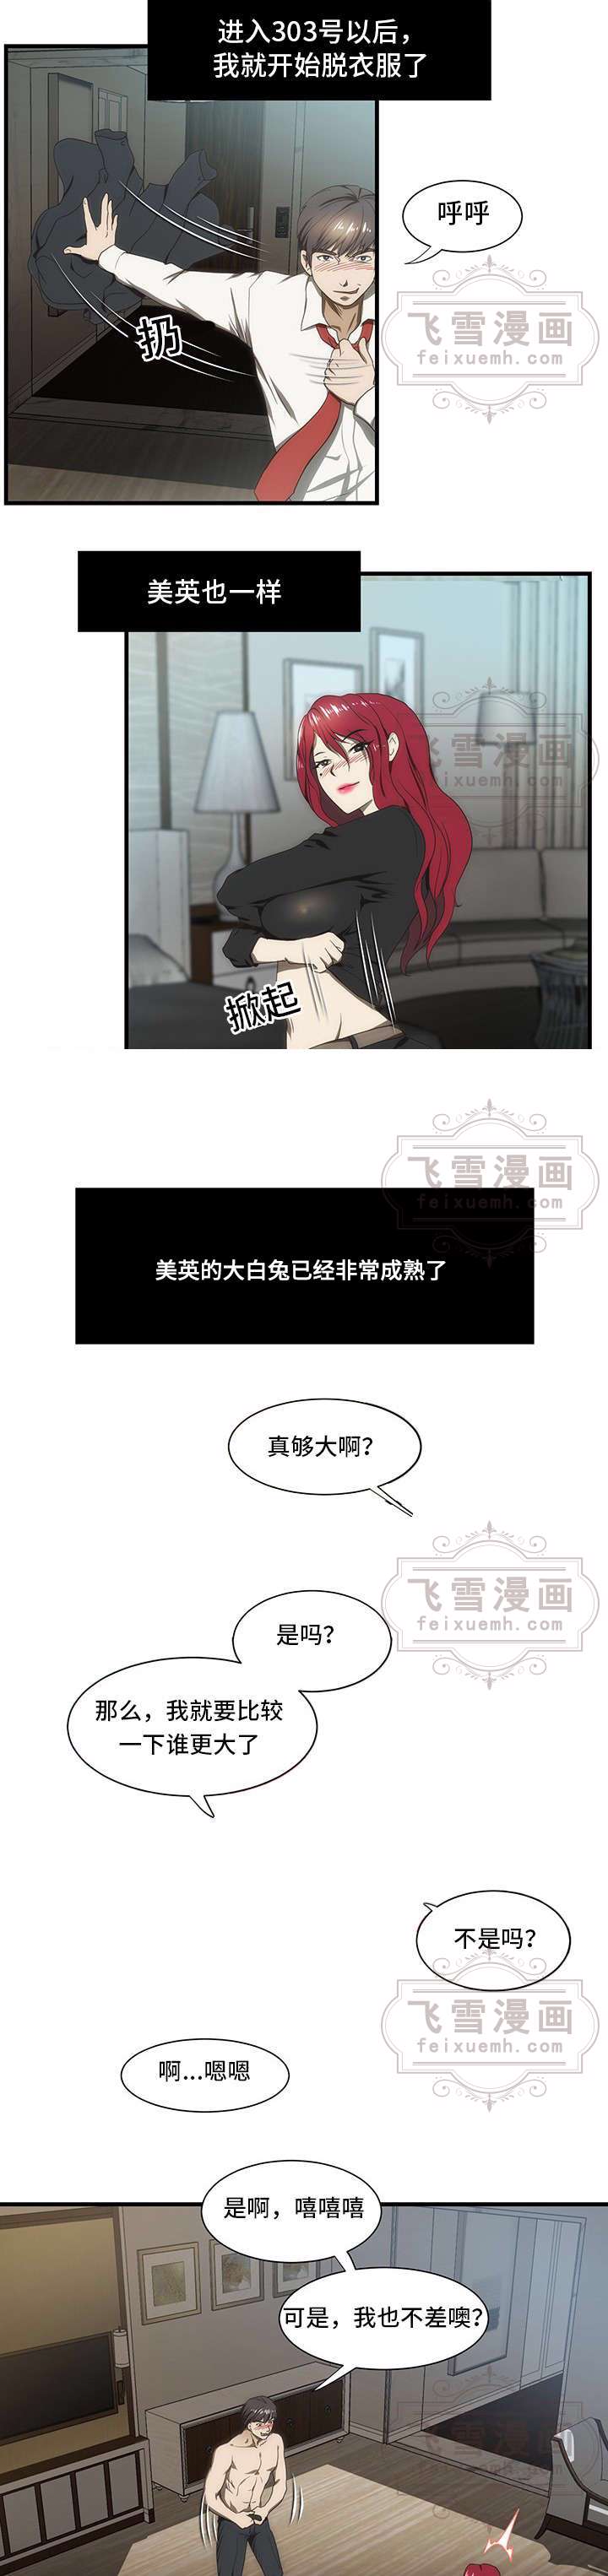 进入303号以后，
我就开始脱衣服了
呼呼
飞雪漫画
feixuemh.com
扔
美英也一样
飞雪漫画
feixuemh.com
掀起
飞雪漫画
feixuemh.com
美英的大白兔已经非常成熟了
真够大啊？
飞雪漫画
feixuemh.com
是吗？
那么，我就要比较
一下谁更大了
不是吗？
飞雪漫画
feixuemh.com
啊...嗯嗯
是啊，嘻嘻嘻
可是，我也不差噢？
飞雪漫画
feixuemh.com